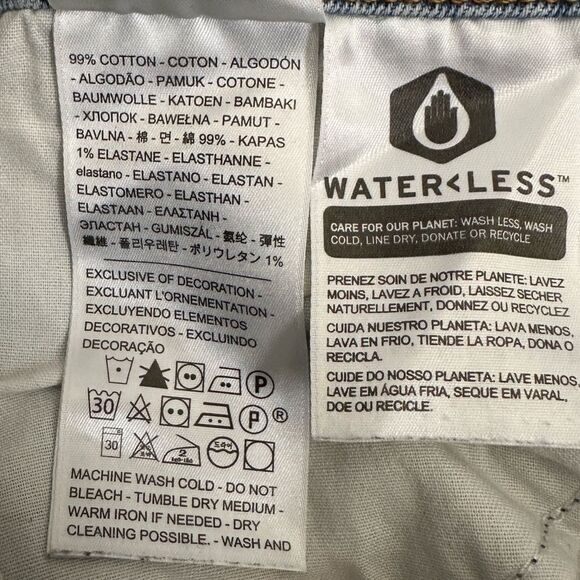 99% COTTON - COTON - ALGODÓN
- ALGODÃO - PAMUK - COTONE -
BAUMWOLLE - KATOEN - BAMBAKI
- ХЛОПОК - BAWEŁNA - PAMUT -
BAVLNA - 棉 - 면 - 綿 99% - KAPAS
1% ELASTANE - ELASTHANNE -
elastano - ELASTANO - ELASTAN -
ELASTOMERO - ELASTHAN -
ELASTAAN - ΕΛΑΣΤΑΝΗ -
ЭЛАСТАН - GUMISZÁL - 氨纶 - 彈性
纖維 - 폴리우레탄 - ポリウレタン 1%
EXCLUSIVE OF DECORATION -
EXCLUANT L'ORNEMENTATION -
EXCLUYENDO ELEMENTOS
DECORATIVOS - EXCLUINDO
DECORAÇÃO
P
30 P ®
30 2 드라이
MACHINE WASH COLD - DO NOT
BLEACH - TUMBLE DRY MEDIUM -
WARM IRON IF NEEDED - DRY
CLEANING POSSIBLE. - WASH AND
WATER<LESS™
CARE FOR OUR PLANET: WASH LESS, WASH
COLD, LINE DRY, DONATE OR RECYCLE
PRENEZ SOIN DE NOTRE PLANETE: LAVEZ
MOINS, LAVEZ A FROID, LAISSEZ SECHER
NATURELLEMENT, DONNEZ OU RECYCLEZ
CUIDA NUESTRO PLANETA: LAVA MENOS,
LAVA EN FRIO, TIENDE LA ROPA, DONA O
RECICLA.
CUIDE DO NOSSO PLANETA: LAVE MENOS,
LAVE EM ÁGUA FRIA, SEQUE EM VARAL,
DOE OU RECICLE.